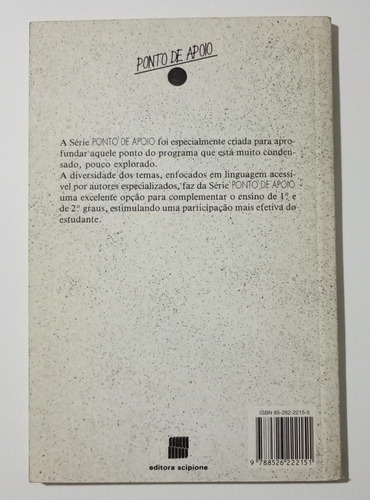 PONTO DE APOIO
A Série PONTO DE APOIO foi especialmente criada para apro-
fundar aquele ponto do programa que está muito conden-
sado, pouco explorado.
A diversidade dos temas, enfocados em linguagem acessí-
vel por autores especializados, faz da Série PONTO DE APOIO
uma excelente opção para complementar o ensino de 1º e
de 2º graus, estimulando uma participação mais efetiva do
estudante.
ISBN 85-262-2215-5
9 788526 222151
editora scipione